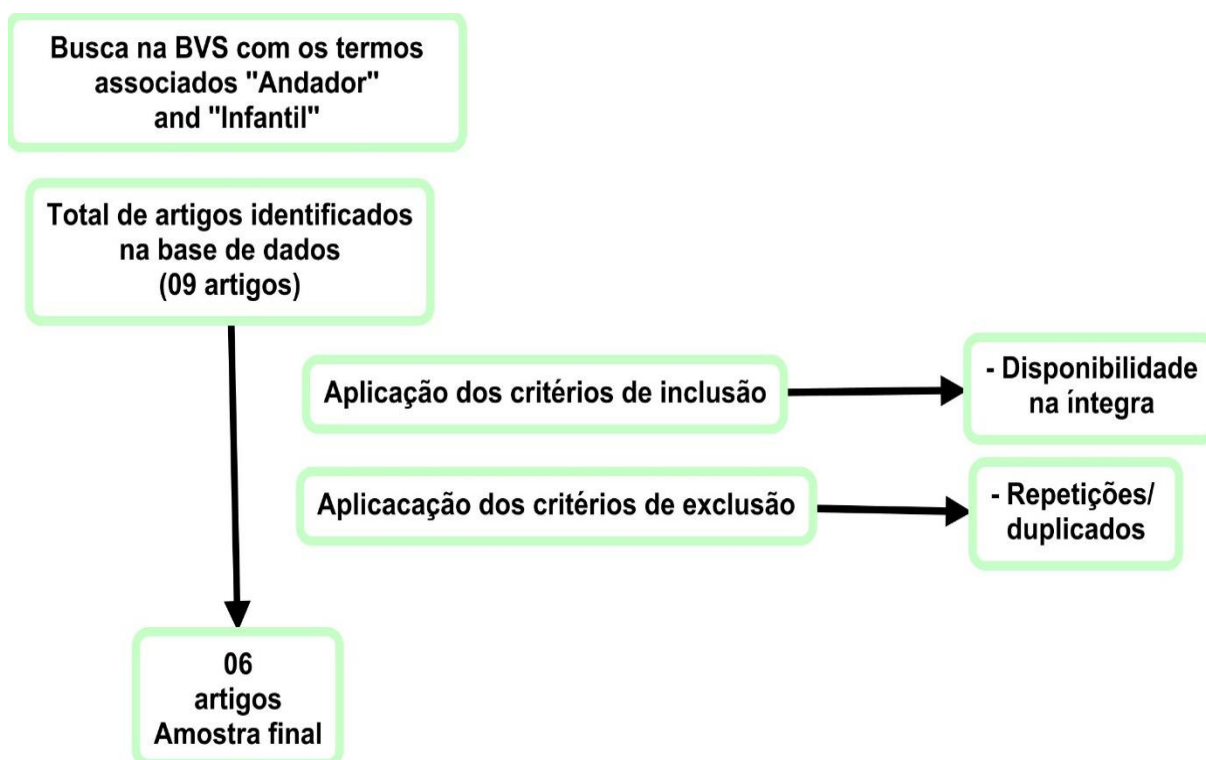 Busca na BVS com os termos
associados "Andador"
and "Infantil"
Total de artigos identificados
na base de dados
(09 artigos)
Aplicação dos critérios de inclusão
- Disponibilidade
na íntegra
Aplicacação dos critérios de exclusão
- Repetições/
duplicados
06
artigos
Amostra final